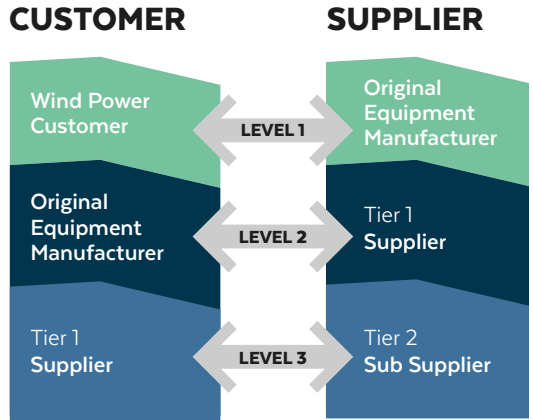 CUSTOMER
SUPPLIER
Wind Power
Customer
LEVEL 1
Original
Equipment
Manufacturer
Original
Equipment
Manufacturer
LEVEL 2
Tier 1
Supplier
Tier 1
Supplier
LEVEL 3
Tier 2
Sub Supplier